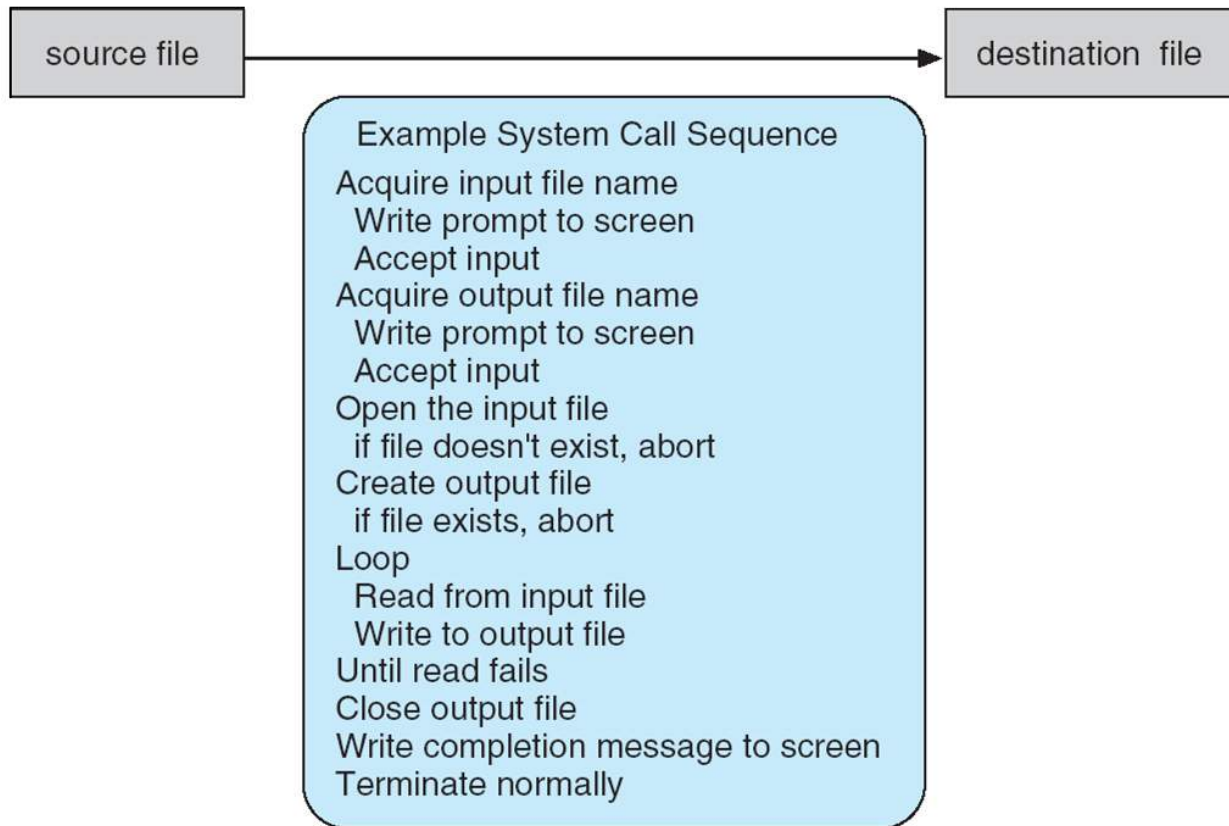 source file
destination file
Example System Call Sequence
Acquire input file name
Write prompt to screen
Accept input
Acquire output file name
Write prompt to screen
Accept input
Open the input file
if file doesn't exist, abort
Create output file
if file exists, abort
Loop
Read from input file
Write to output file
Until read fails
Close output file
Write completion message to screen
Terminate normally